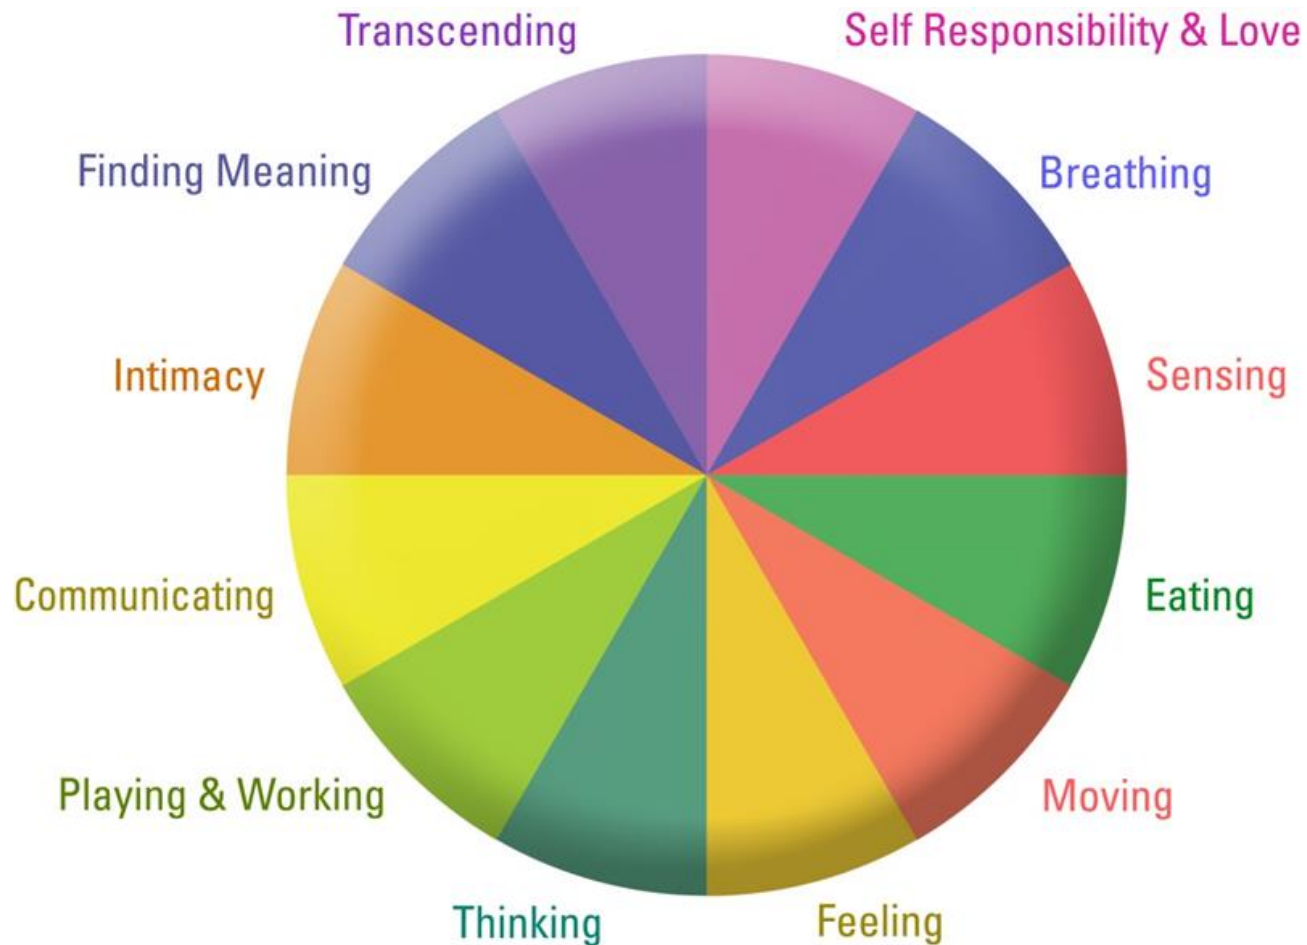 Transcending
Self Responsibility & Love
Finding Meaning
Breathing
Intimacy
Sensing
Communicating
Eating
Playing & Working
Moving
Thinking
Feeling